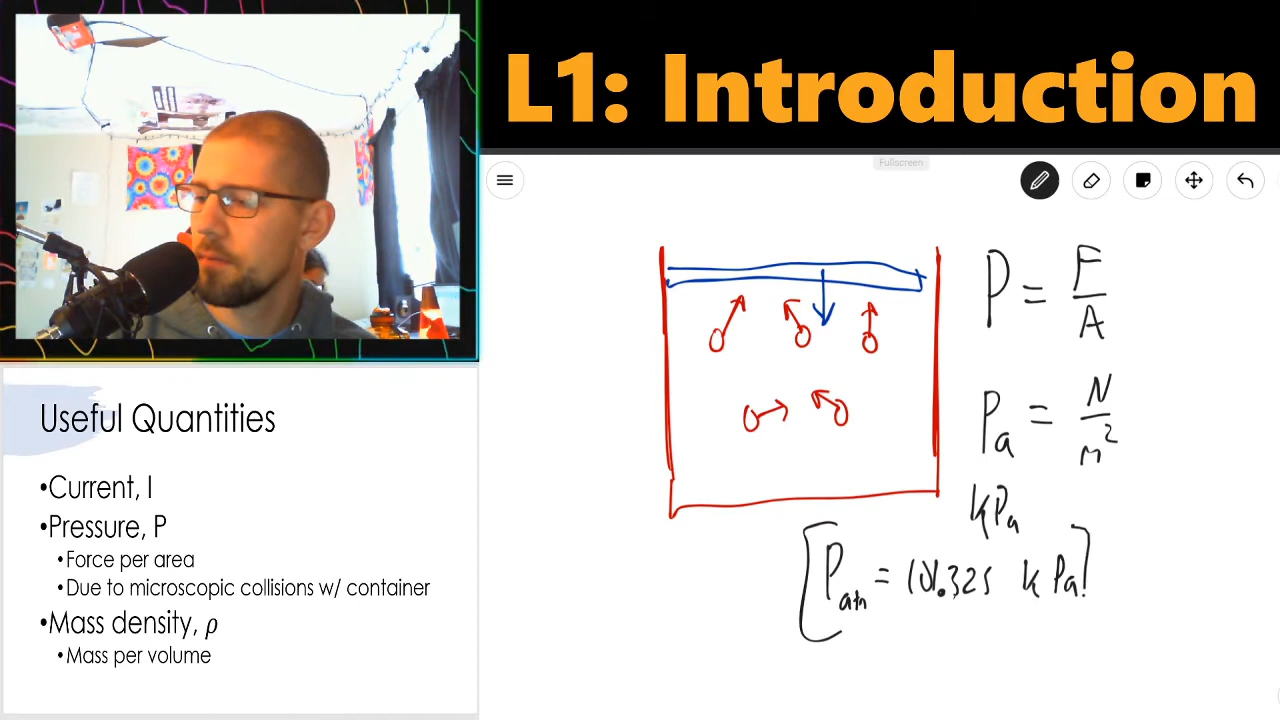 L1: Introduction
Fullscreen
P = F/A
Pa = N/m²
kPa
[Patm = 101.325 kPa]
Useful Quantities
•Current, I
•Pressure, P
•Force per area
•Due to microscopic collisions w/ container
•Mass density, ρ
•Mass per volume